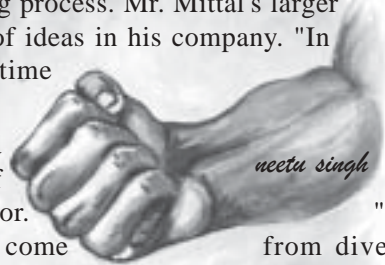 g process. Mr. Mittal's larger
of ideas in his company. "In
time
neetu singh
or. "
come from dive